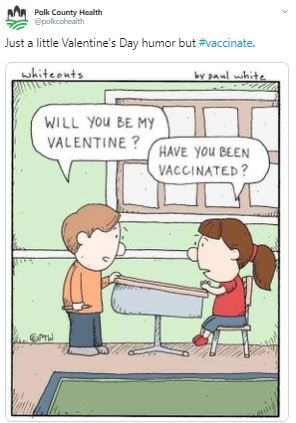 Polk County Health
@polkcohealth
Just a little Valentine's Day humor but #vaccinate.
whiteouts
by paul white
WILL YOU BE MY
VALENTINE?
HAVE YOU BEEN
VACCINATED?
©PTW